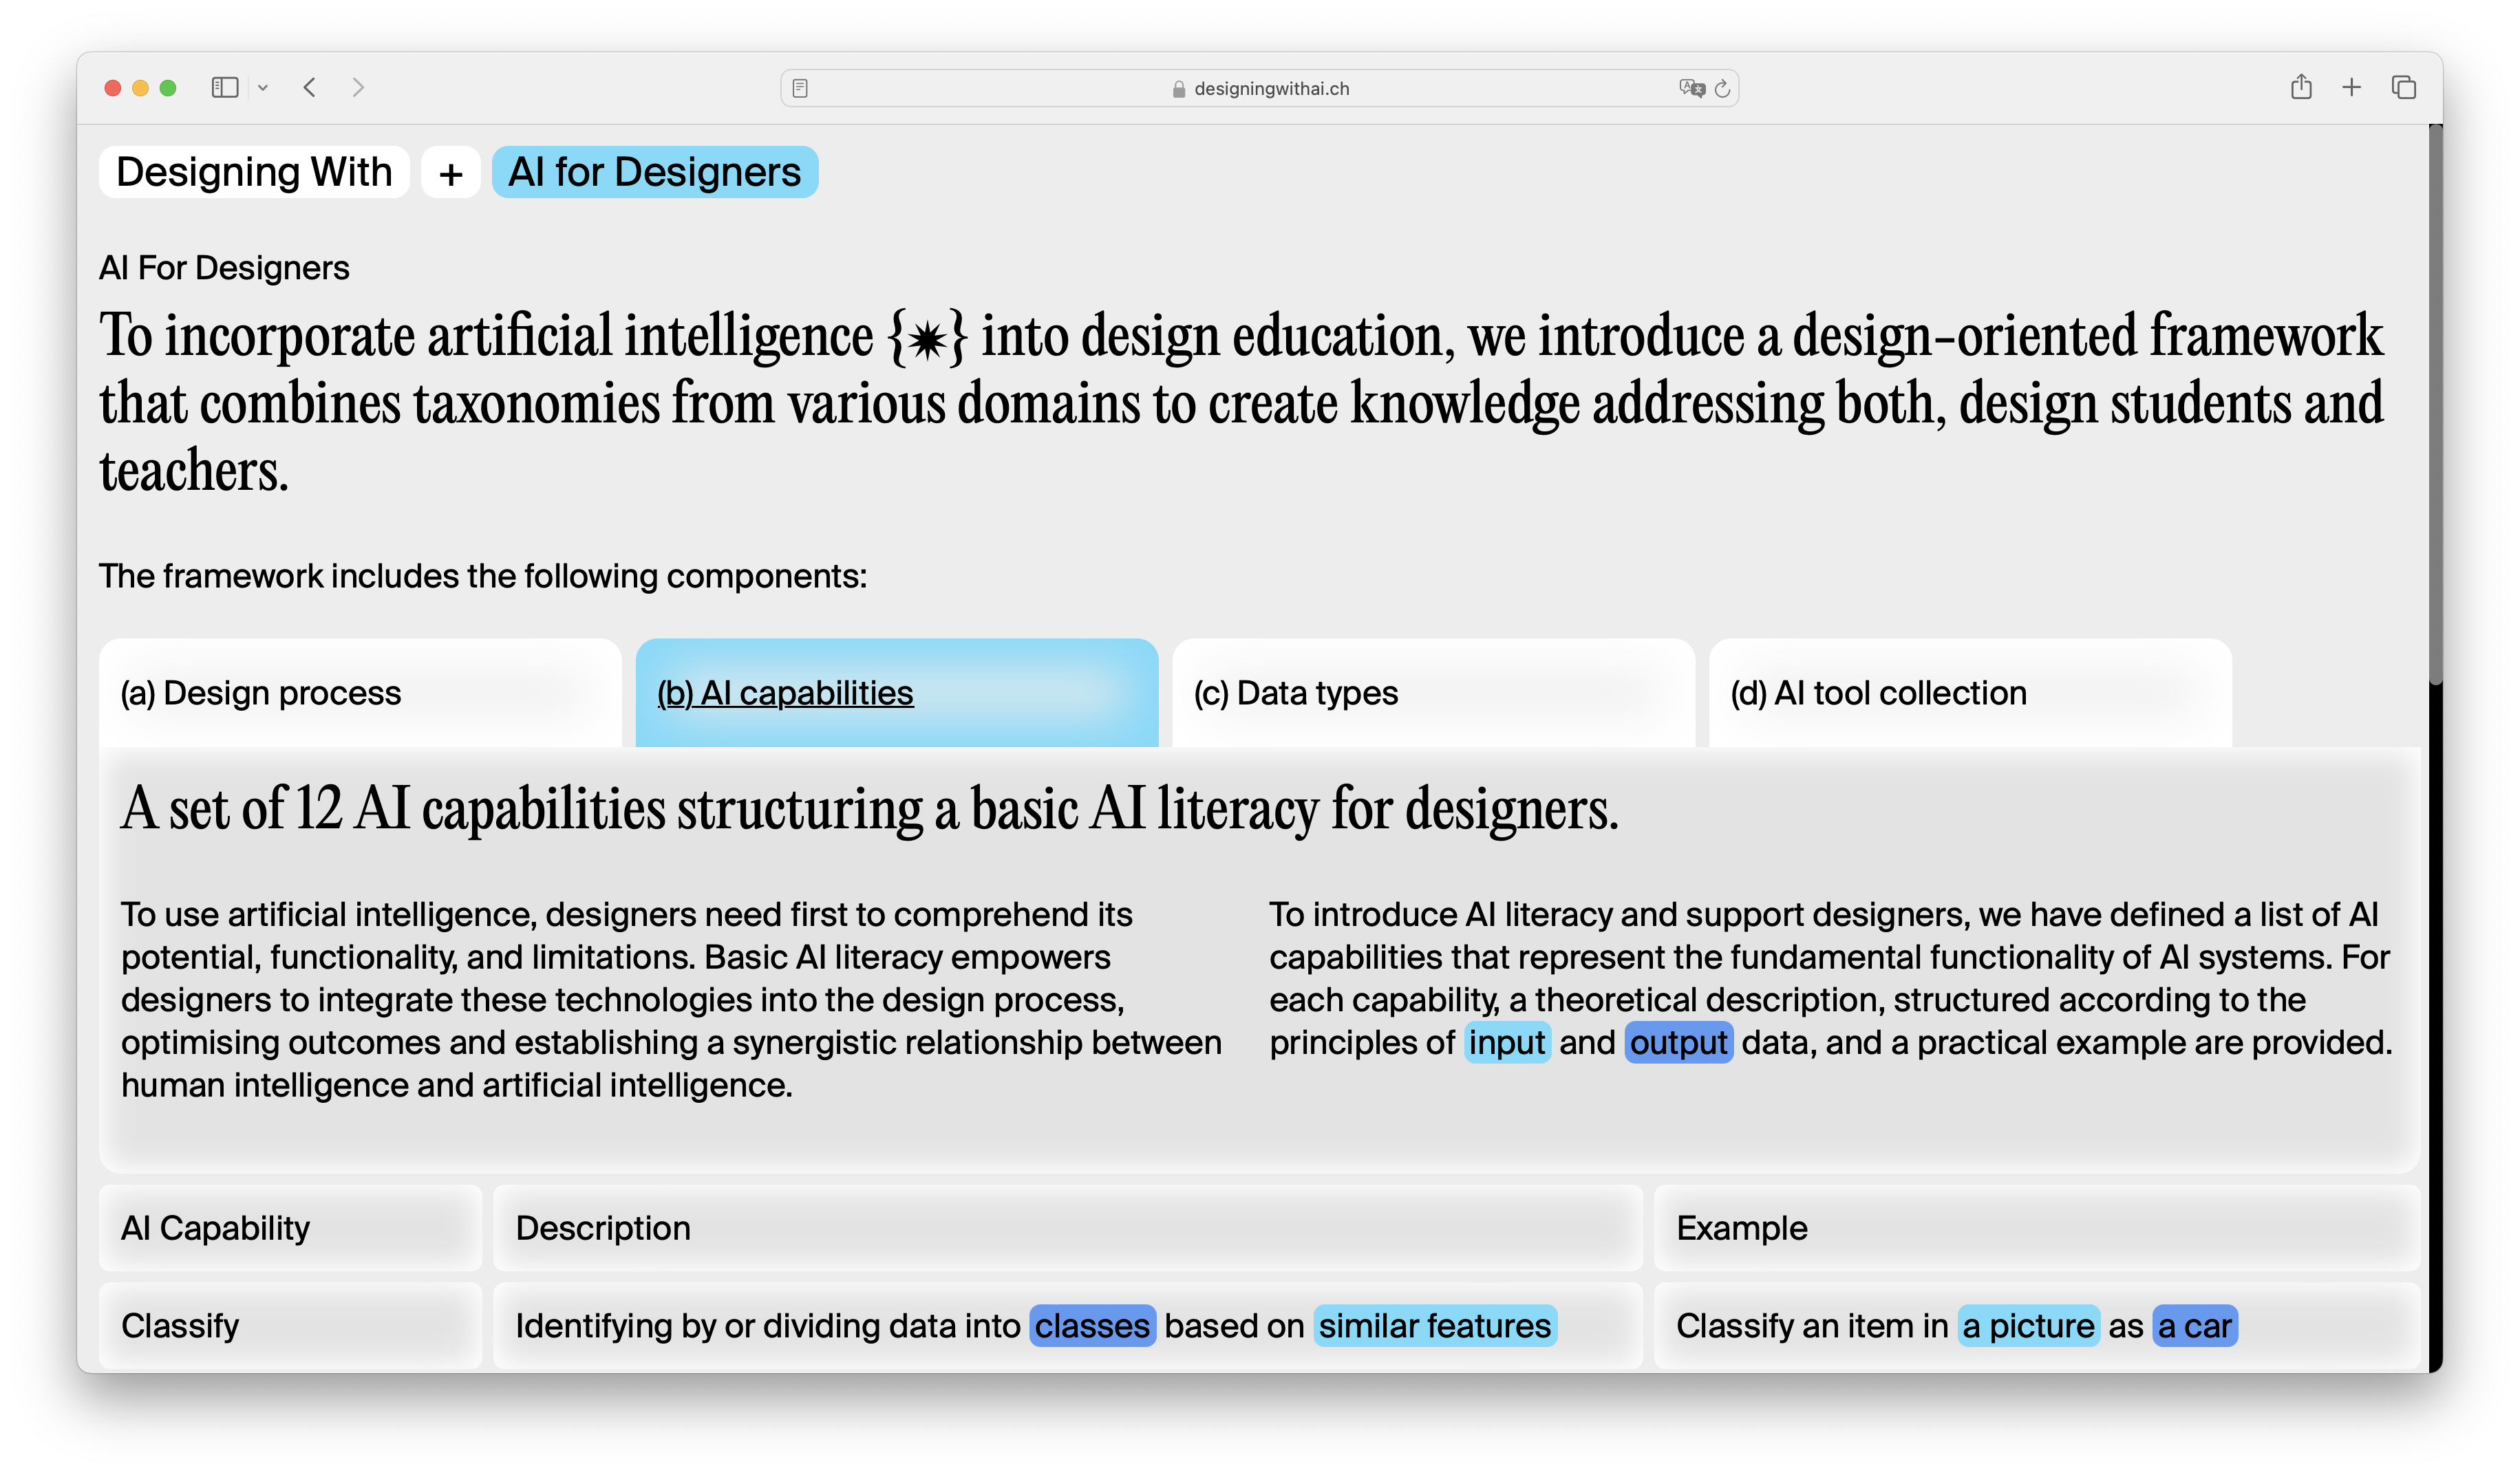 designingwithai.ch
Designing With + AI for Designers
AI For Designers
To incorporate artificial intelligence {✷} into design education, we introduce a design-oriented framework
that combines taxonomies from various domains to create knowledge addressing both, design students and
teachers.
The framework includes the following components:
(a) Design process
(b) AI capabilities
(c) Data types
(d) AI tool collection
A set of 12 AI capabilities structuring a basic AI literacy for designers.
To use artificial intelligence, designers need first to comprehend its
potential, functionality, and limitations. Basic AI literacy empowers
designers to integrate these technologies into the design process,
optimising outcomes and establishing a synergistic relationship between
human intelligence and artificial intelligence.
To introduce AI literacy and support designers, we have defined a list of AI
capabilities that represent the fundamental functionality of AI systems. For
each capability, a theoretical description, structured according to the
principles of input and output data, and a practical example are provided.
AI Capability
Description
Example
Classify
Identifying by or dividing data into classes based on similar features
Classify an item in a picture as a car